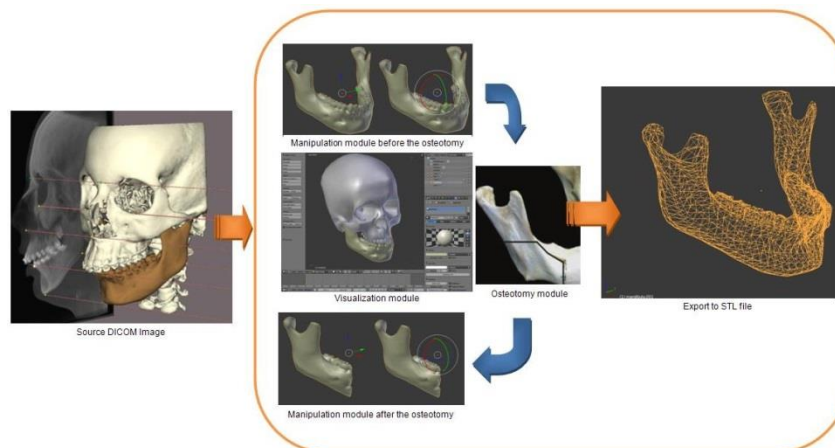 Manipulation module before the osteotomy
Source DICOM Image
Visualization module
Osteotomy module
Export to STL file
Manipulation module after the osteotomy